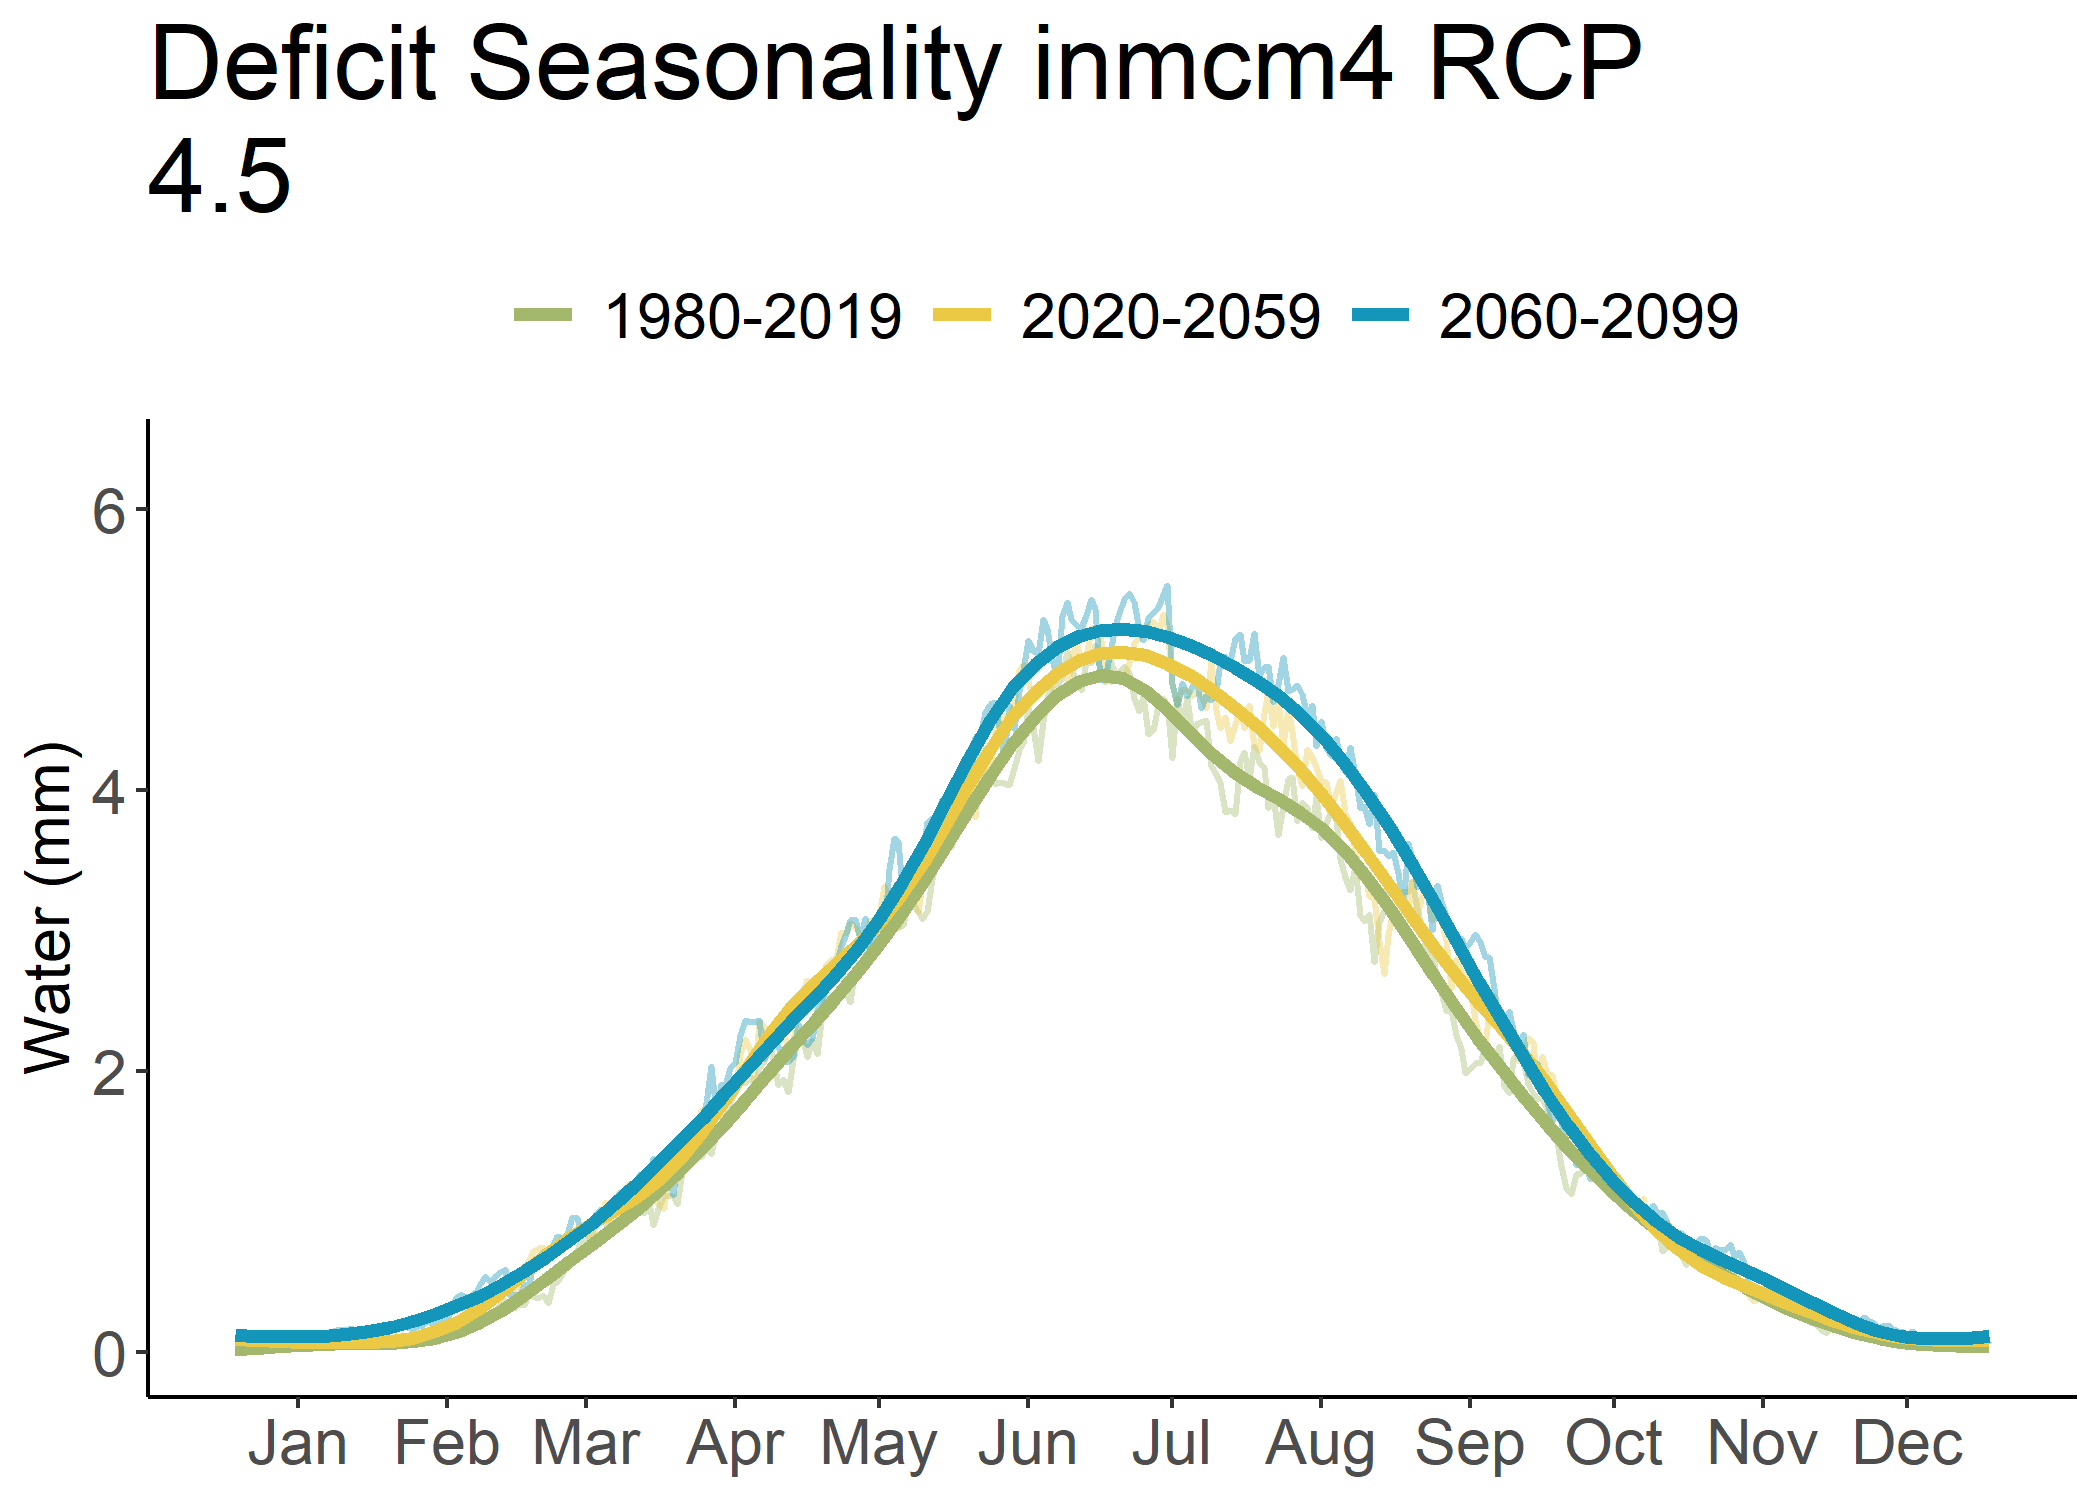 Deficit Seasonality inmcm4 RCP
4.5
1980-2019 2020-2059 2060-2099
Water (mm)
6
4
2
0
Jan Feb Mar Apr May Jun Jul Aug Sep Oct Nov Dec